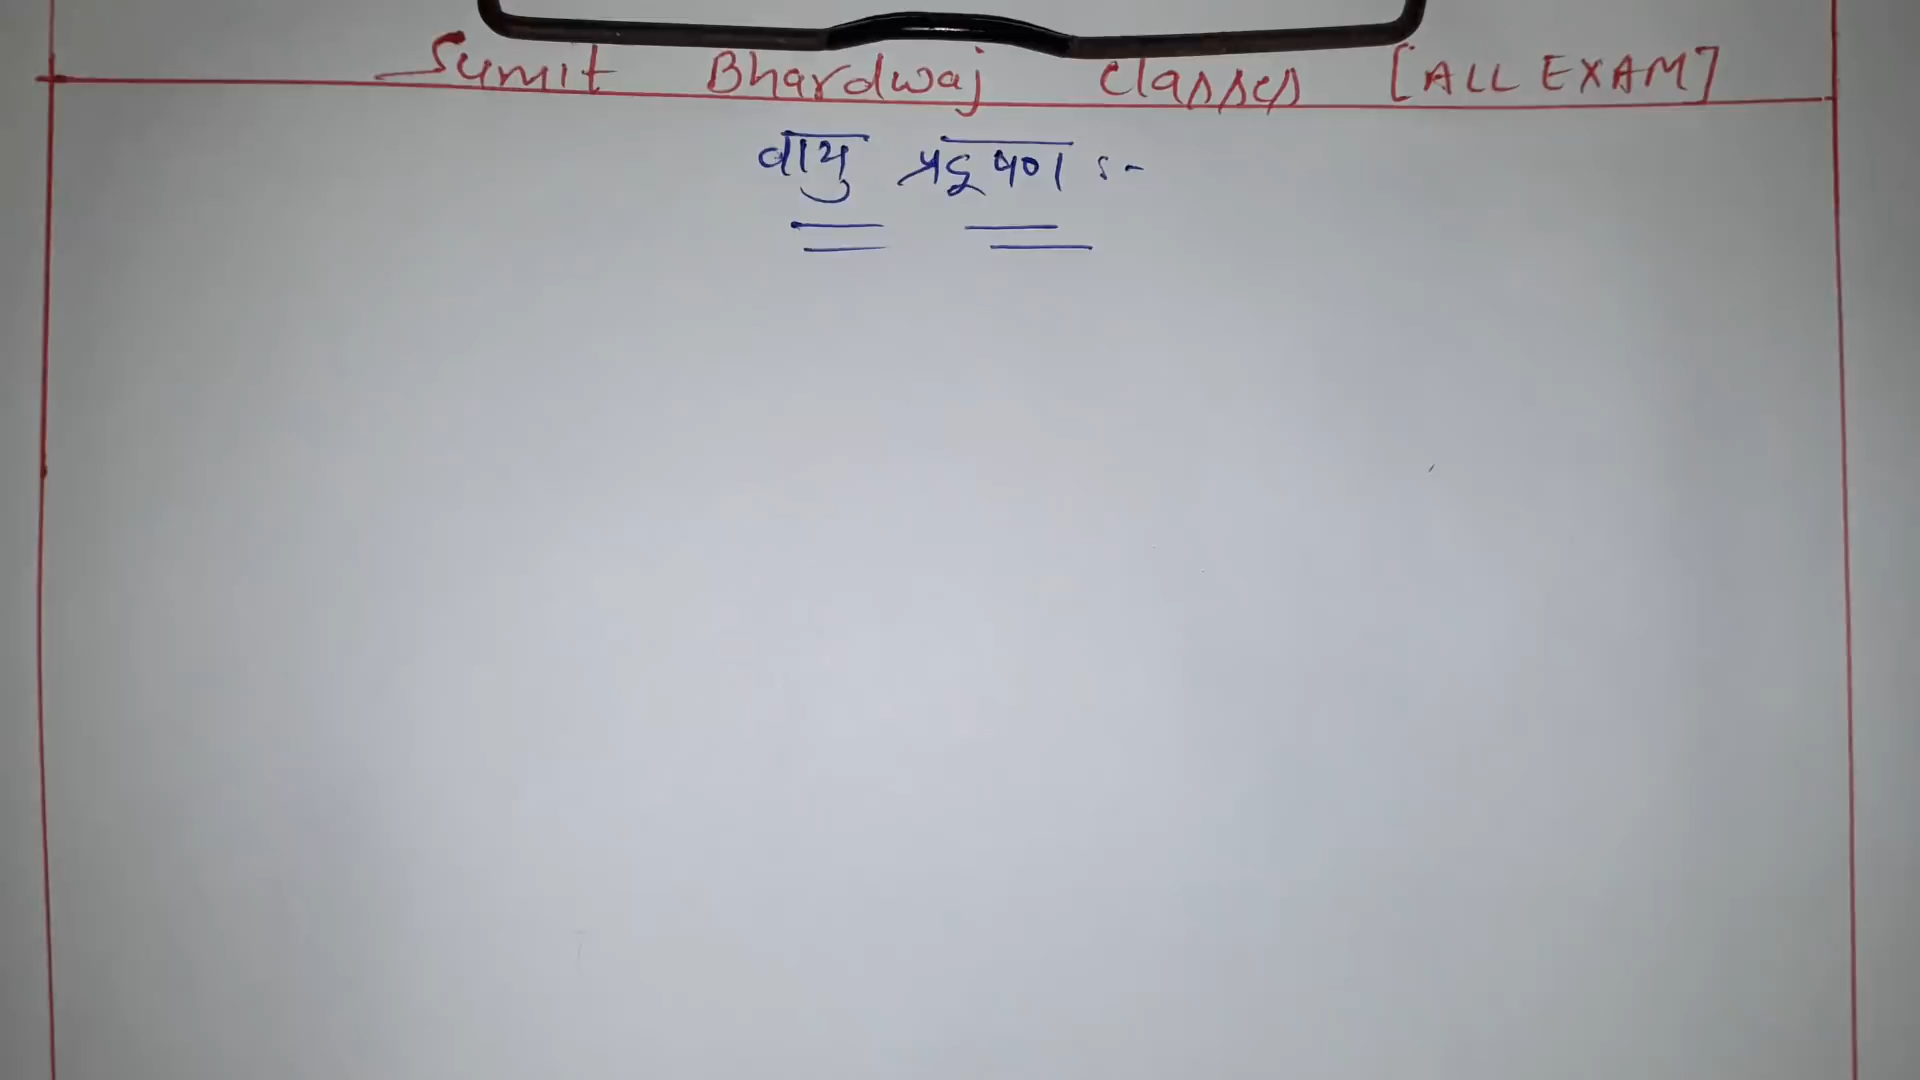 Sumit Bhardwaj Classes [ALL EXAM]
वायु प्रदूषण :-